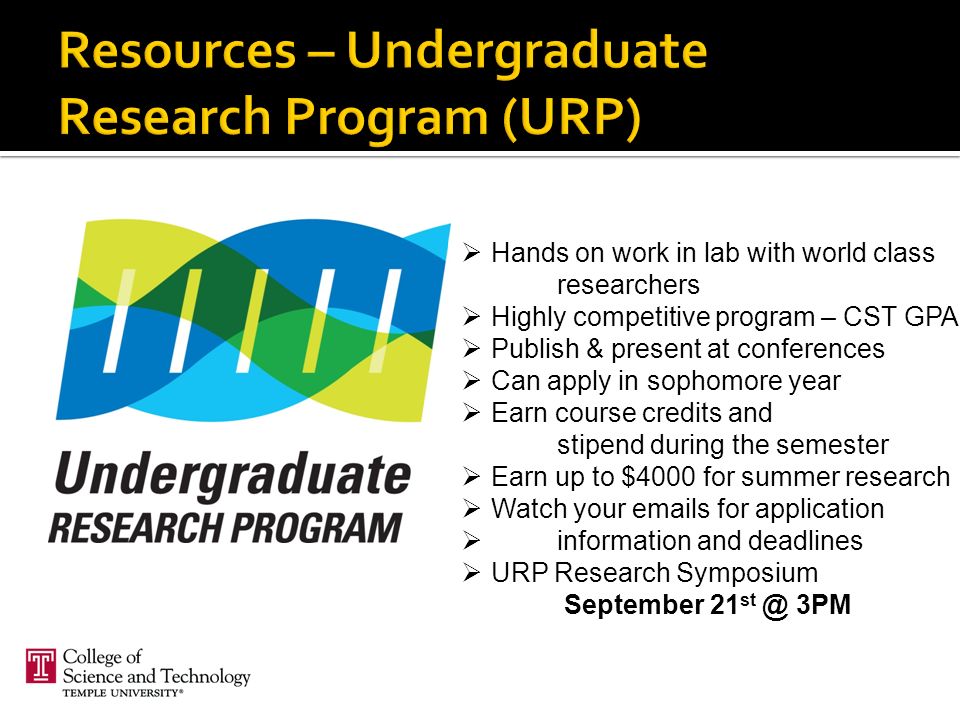 Resources – Undergraduate
Research Program (URP)
➢ Hands on work in lab with world class
researchers
➢ Highly competitive program – CST GPA
➢ Publish & present at conferences
➢ Can apply in sophomore year
➢ Earn course credits and
stipend during the semester
➢ Earn up to $4000 for summer research
➢ Watch your emails for application
➢ information and deadlines
➢ URP Research Symposium
September 21st @ 3PM
Undergraduate
RESEARCH PROGRAM
T
College of
Science and Technology
TEMPLE UNIVERSITY®